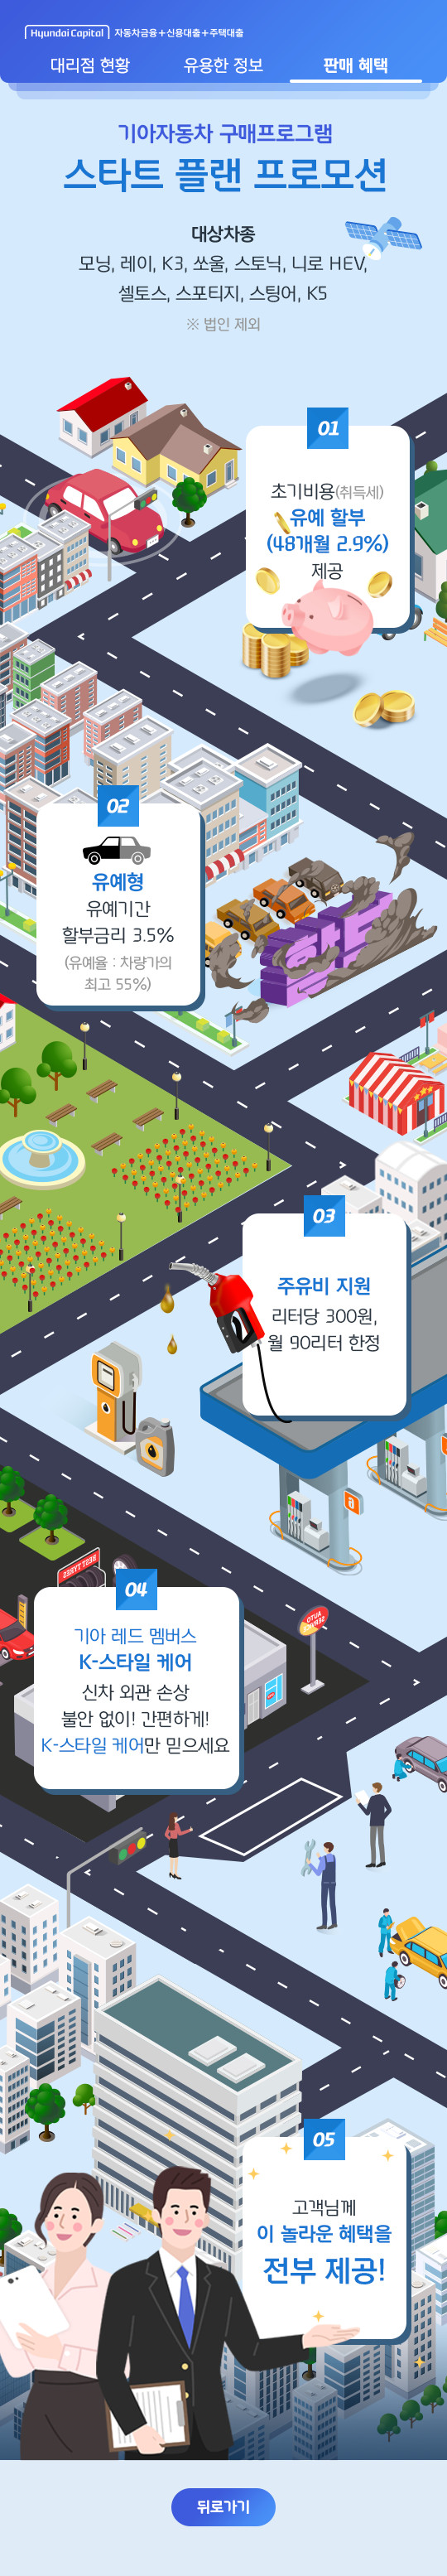 Hyundai Capital 자동차금융+신용대출+주택대출
대리점 현황 유용한 정보 판매 혜택
기아자동차 구매프로그램
스타트 플랜 프로모션
대상차종
모닝, 레이, K3, 쏘울, 스토닉, 니로 HEV,
셀토스, 스포티지, 스팅어, K5
※ 법인 제외
01
초기비용(취득세)
유예 할부
(48개월 2.9%)
제공
02
유예형
유예기간
할부금리 3.5%
(유예율 : 차량가의
최고 55%)
할부
03
주유비 지원
리터당 300원,
월 90리터 한정
BEST TYRES
04
기아 레드 멤버스
K-스타일 케어
신차 외관 손상
불안 없이! 간편하게!
K-스타일 케어만 믿으세요
AUTO
SERVICE
05
고객님께
이 놀라운 혜택을
전부 제공!
뒤로가기